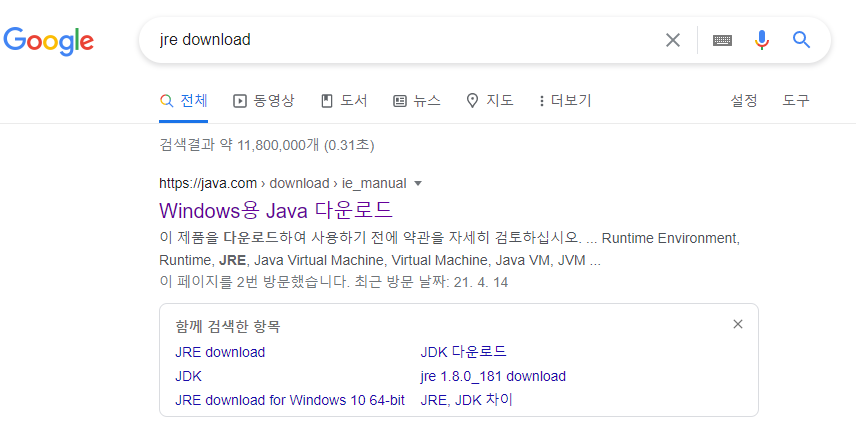 Google
jre download
전체 동영상 도서 뉴스 지도 더보기 설정 도구
검색결과 약 11,800,000개 (0.31초)
https://java.com › download › ie_manual
Windows용 Java 다운로드
이 제품을 다운로드하여 사용하기 전에 약관을 자세히 검토하십시오. ... Runtime Environment,
Runtime, JRE, Java Virtual Machine, Virtual Machine, Java VM, JVM ...
이 페이지를 2번 방문했습니다. 최근 방문 날짜: 21. 4. 14
함께 검색한 항목
JRE download JDK 다운로드
JDK jre 1.8.0_181 download
JRE download for Windows 10 64-bit JRE, JDK 차이